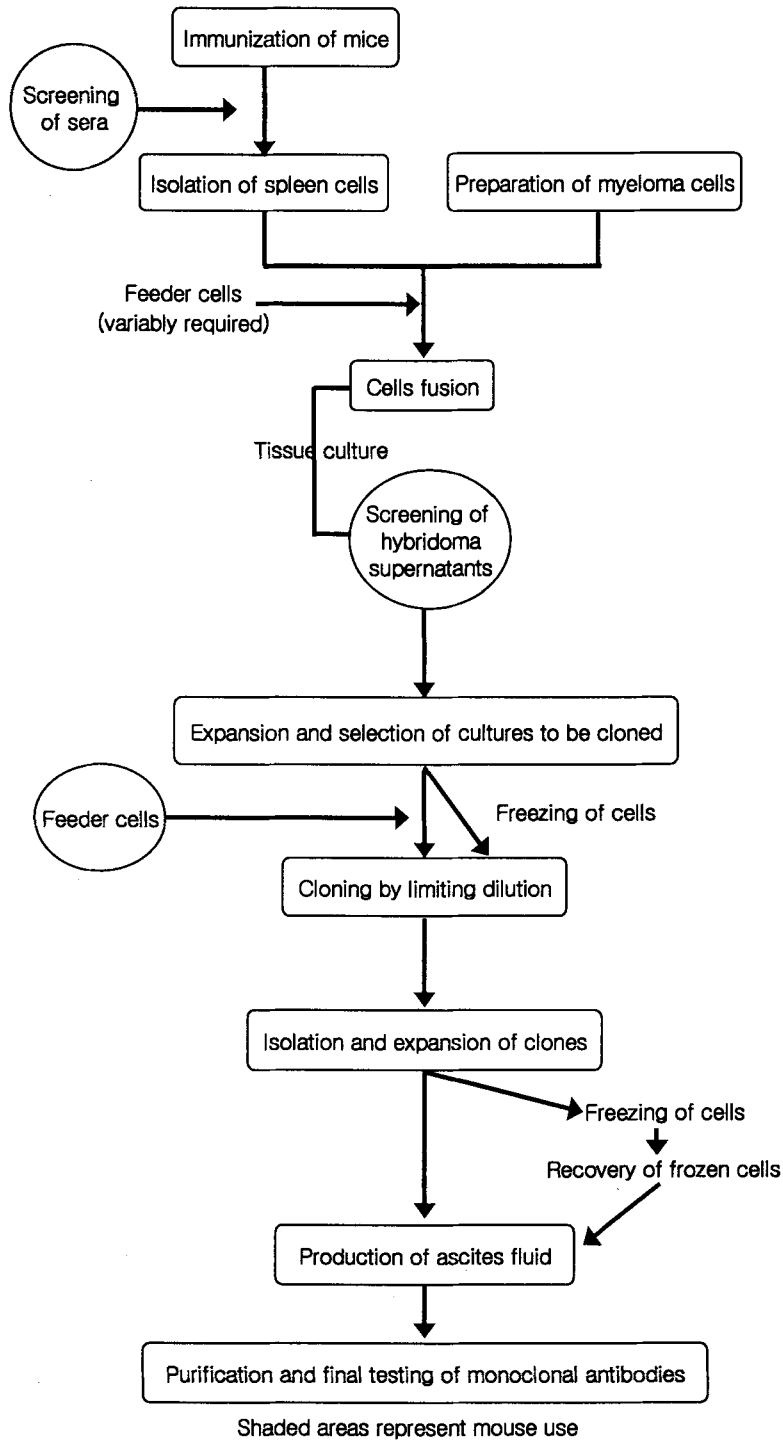 Immunization of mice
Screening
of sera
Isolation of spleen cells
Preparation of myeloma cells
Feeder cells
(variably required)
Cells fusion
Tissue culture
Screening of
hybridoma
supernatants
Expansion and selection of cultures to be cloned
Feeder cells
Freezing of cells
Cloning by limiting dilution
Isolation and expansion of clones
Freezing of cells
Recovery of frozen cells
Production of ascites fluid
Purification and final testing of monoclonal antibodies
Shaded areas represent mouse use